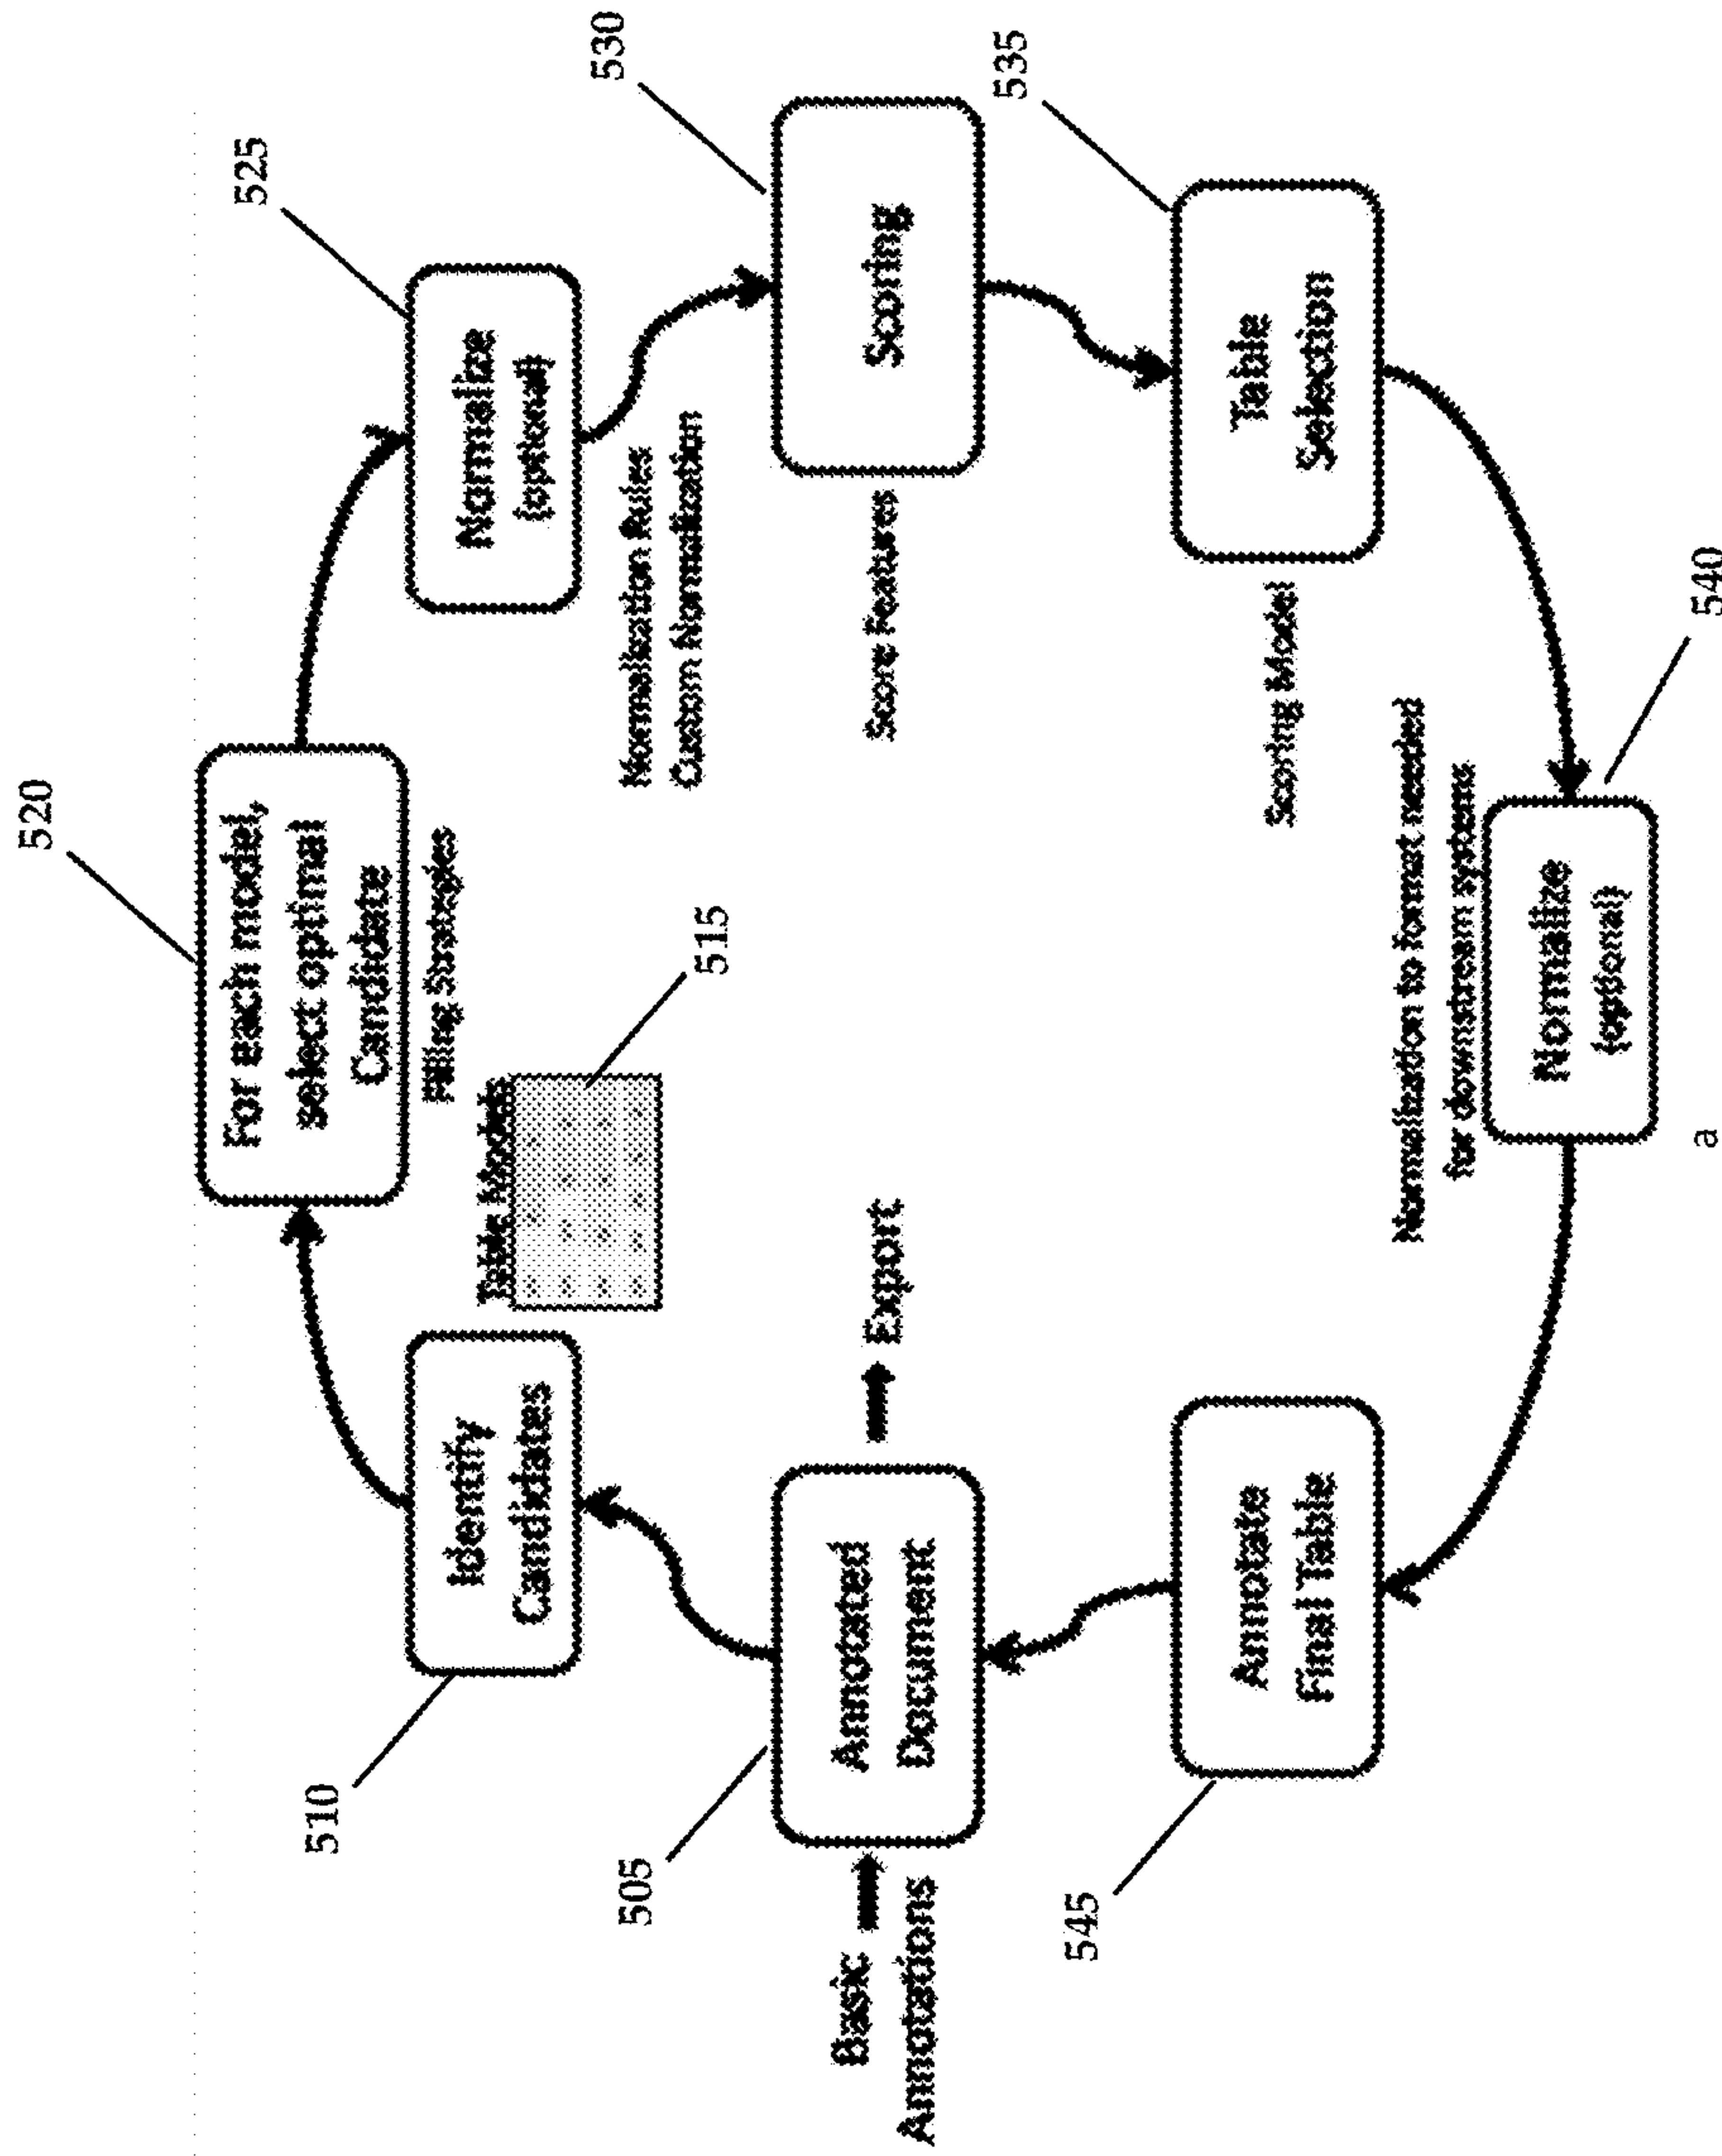 520
For each model,
select optimal
Candidate
Filling Strategies
525
Normalize
(optional)
Normalization Rules
Custom Normalization
530
Scoring
Score Features
535
Table
Selection
Scoring Model
540
Normalization to format needed
for downstream systems
Normalize
(optional)
a
545
Annotate
Final Table
505
Annotated
Document
Basic
Annotations
Export
510
Identify
Candidates
Table Models
515